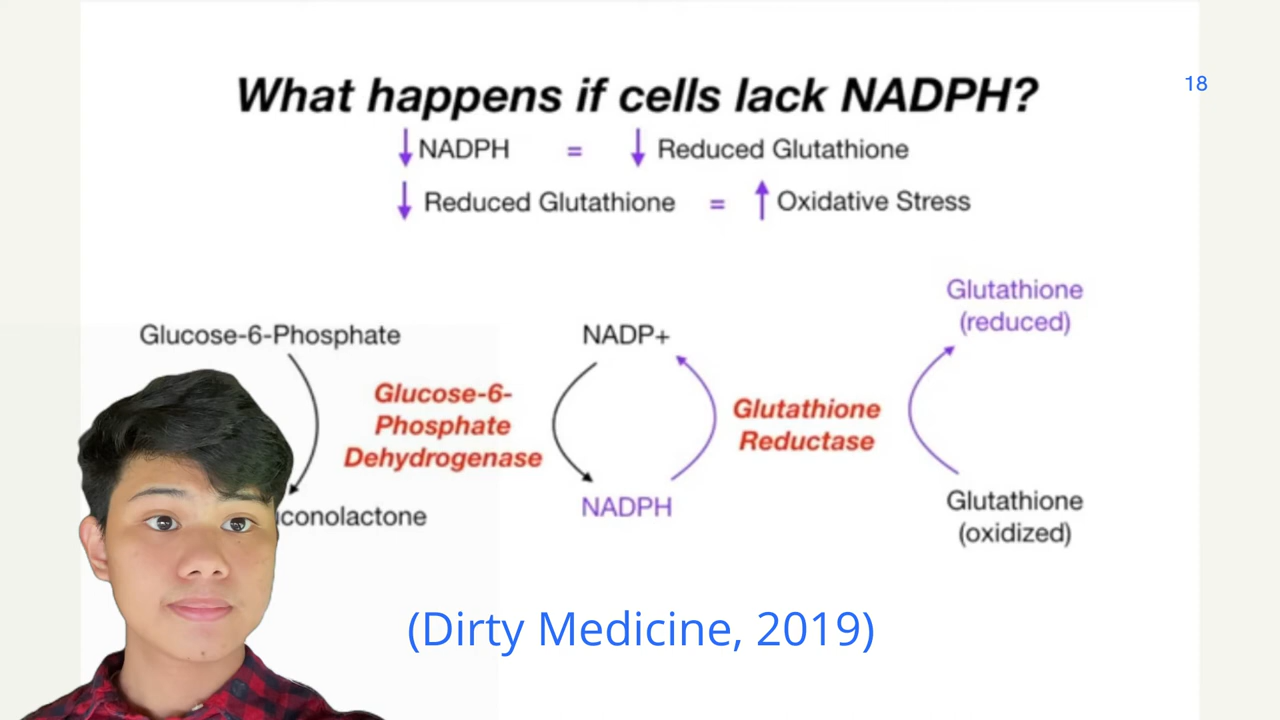 What happens if cells lack NADPH?
18
↓ NADPH = ↓ Reduced Glutathione
↓ Reduced Glutathione = ↑ Oxidative Stress
Glucose-6-Phosphate
Glucose-6-
Phosphate
Dehydrogenase
conolactone
NADP+
NADPH
Glutathione
Reductase
Glutathione
(reduced)
Glutathione
(oxidized)
(Dirty Medicine, 2019)